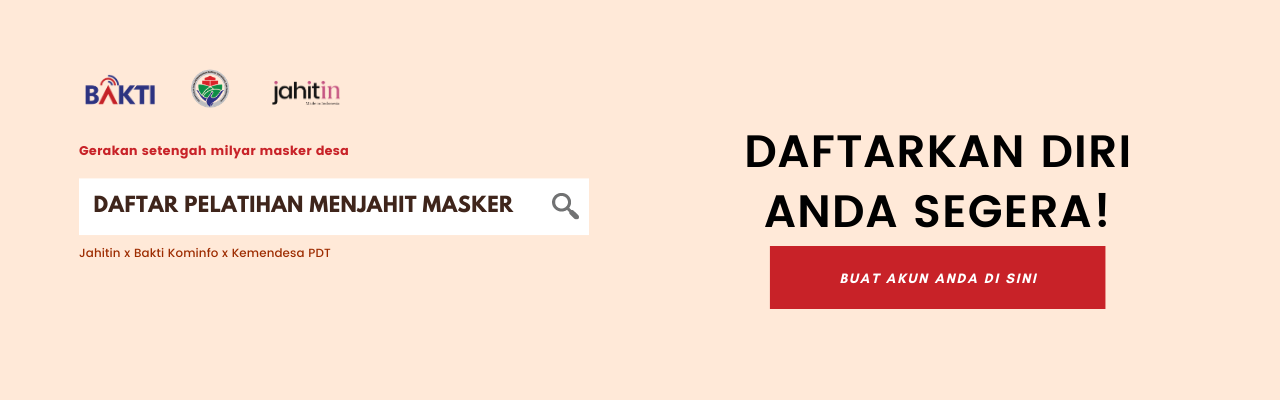 BAKTI
jahitin
Gerakan setengah milyar masker desa
DAFTAR PELATIHAN MENJAHIT MASKER
Jahitin x Bakti Kominfo x Kemendesa PDT
DAFTARKAN DIRI
ANDA SEGERA!
BUAT AKUN ANDA DI SINI